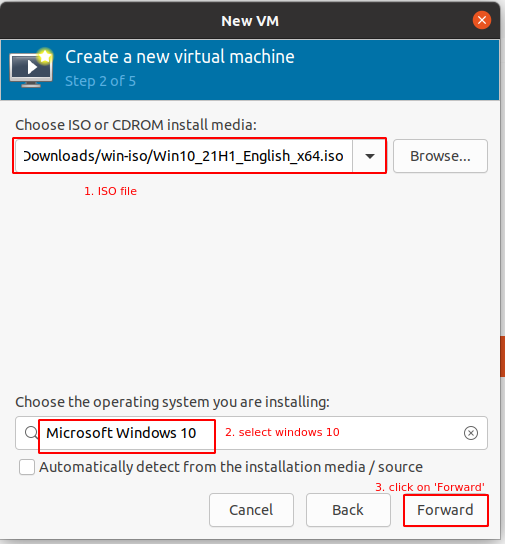 New VM
Create a new virtual machine
Step 2 of 5
Choose ISO or CDROM install media:
Downloads/win-iso/Win10_21H1_English_x64.iso
Browse...
1. ISO file
Choose the operating system you are installing:
Microsoft Windows 10
2. select windows 10
Automatically detect from the installation media / source
3. click on 'Forward'
Cancel
Back
Forward